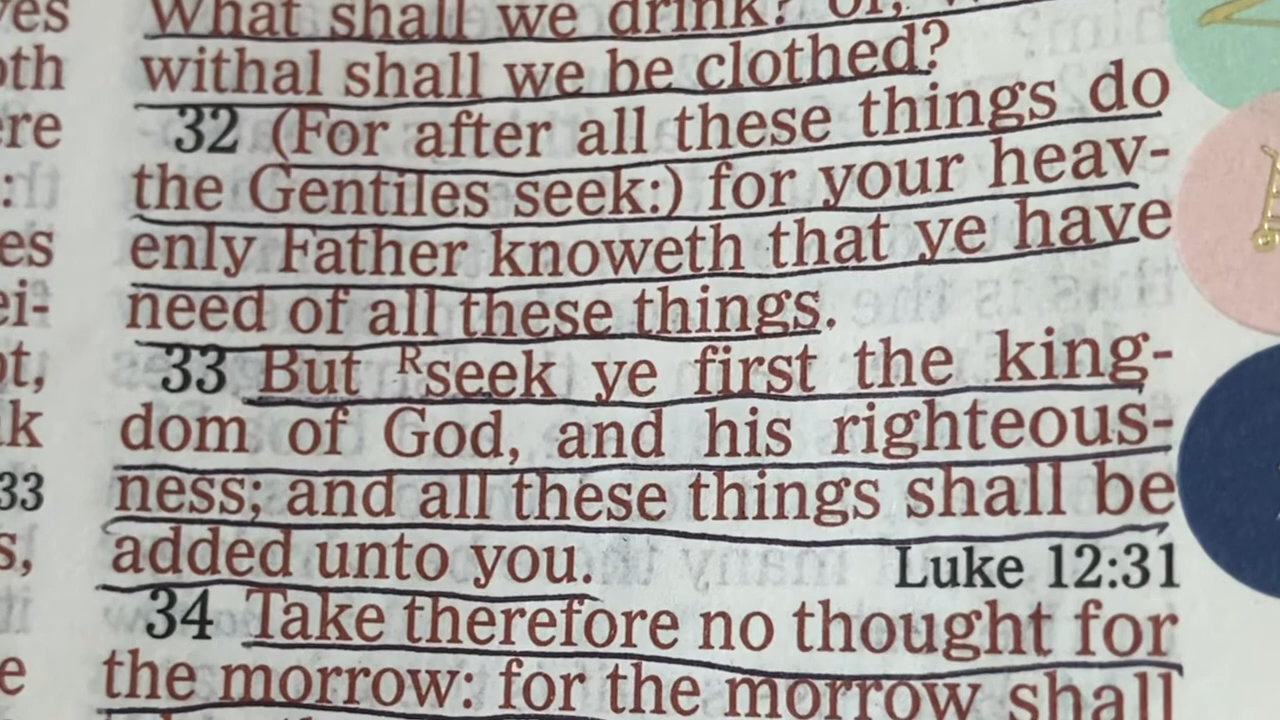 What shall we drink? or,
withal shall we be clothed?
32 (For after all these things do
the Gentiles seek:) for your heav-
enly Father knoweth that ye have
need of all these things.
33 But Rseek ye first the king-
dom of God, and his righteous-
ness; and all these things shall be
added unto you. Luke 12:31
34 Take therefore no thought for
the morrow: for the morrow shall